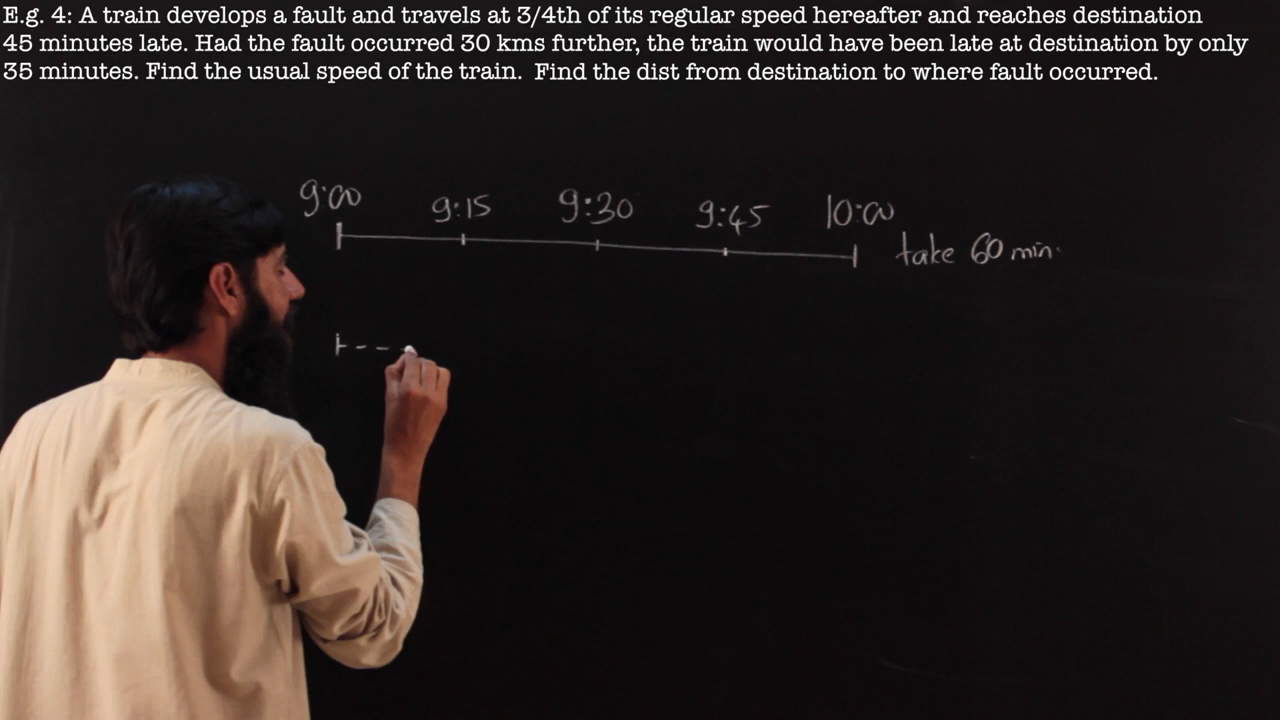 E.g. 4: A train develops a fault and travels at 3/4th of its regular speed hereafter and reaches destination
45 minutes late. Had the fault occurred 30 kms further, the train would have been late at destination by only
35 minutes. Find the usual speed of the train. Find the dist from destination to where fault occurred.
9:00 9:15 9:30 9:45 10:00
take 60 min.